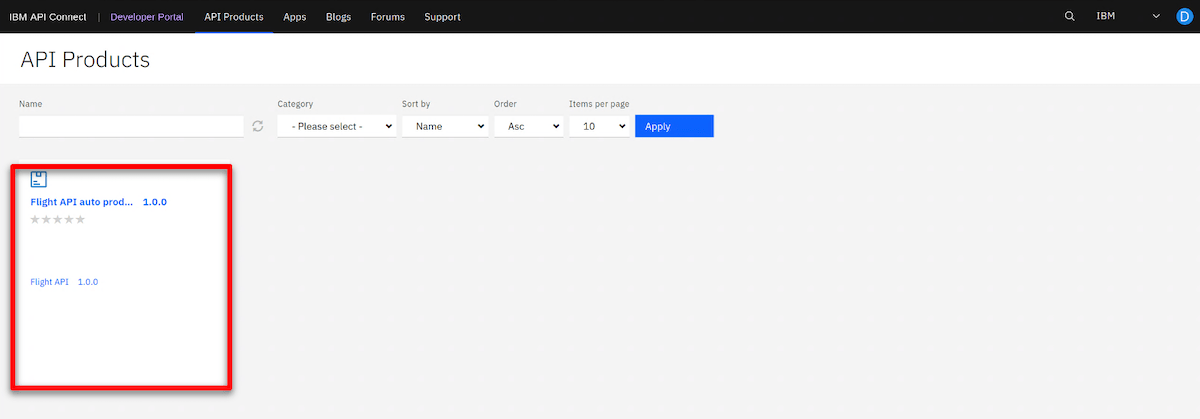 IBM API Connect | Developer Portal API Products Apps Blogs Forums Support IBM D
API Products
Name Category Sort by Order Items per page
- Please select - Name Asc 10 Apply
Flight API auto prod... 1.0.0
Flight API 1.0.0